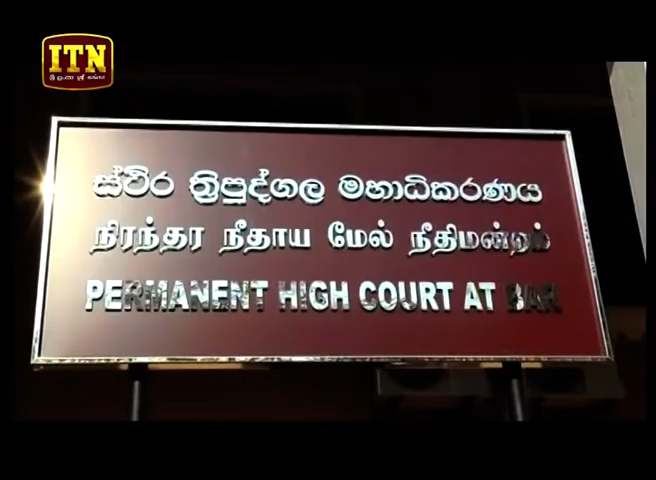 ITN
ස්ථිර ත්‍රිපුද්ගල මහාධිකරණය
நிரந்தர நீதாய மேல் நீதிமன்றம்
PERMANENT HIGH COURT AT BAR